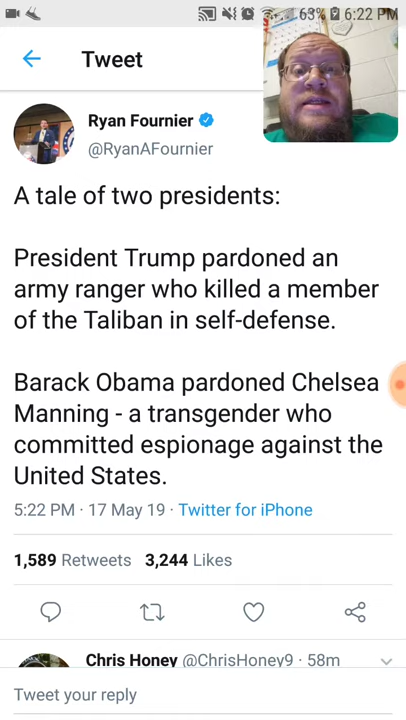 63% 6:22 PM
Tweet
Ryan Fournier
@RyanAFournier
A tale of two presidents:
President Trump pardoned an
army ranger who killed a member
of the Taliban in self-defense.
Barack Obama pardoned Chelsea
Manning - a transgender who
committed espionage against the
United States.
5:22 PM · 17 May 19 · Twitter for iPhone
1,589 Retweets 3,244 Likes
Chris Honey @ChrisHoney9 · 58m
Tweet your reply